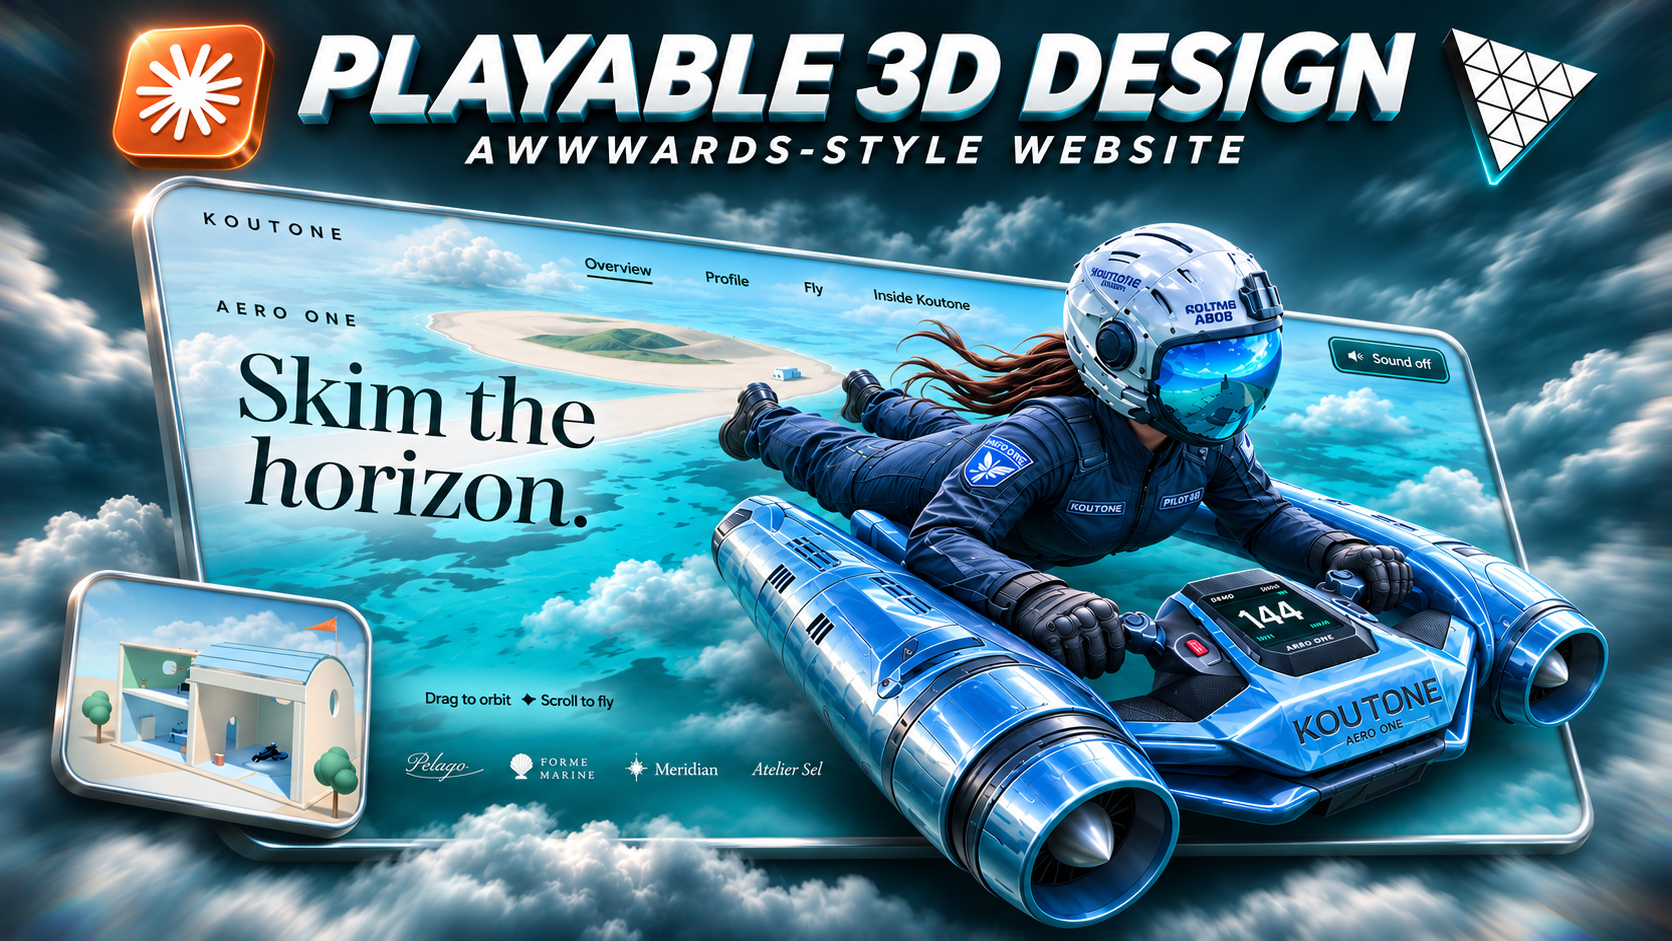 PLAYABLE 3D DESIGN
AWWWARDS-STYLE WEBSITE
KOUTONE
Overview
Profile
Fly
Inside Koutone
Sound off
AERO ONE
Skim the
horizon.
KOUTONE
PILOT
DEMO
144
AERO ONE
KOUTONE
AERO ONE
Drag to orbit
Scroll to fly
Pelago
FORME
MARINE
Meridian
Atelier Sel